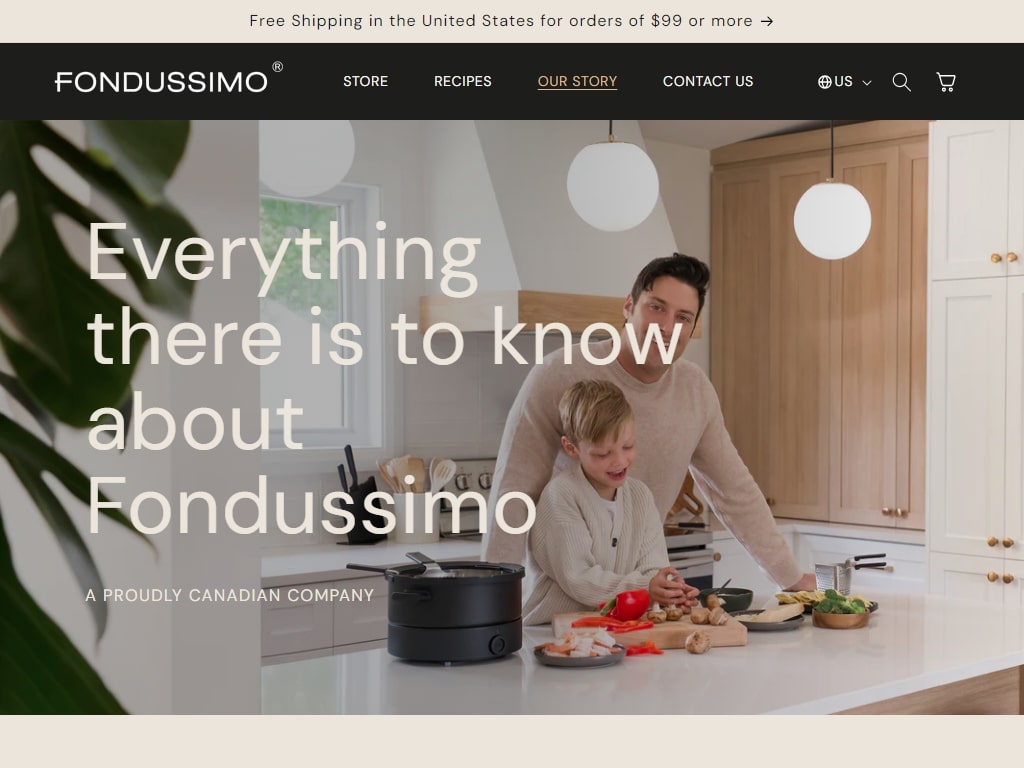 Free Shipping in the United States for orders of $99 or more →
FONDUSSIMO®
STORE
RECIPES
OUR STORY
CONTACT US
US
Everything
there is to know
about
Fondussimo
A PROUDLY CANADIAN COMPANY